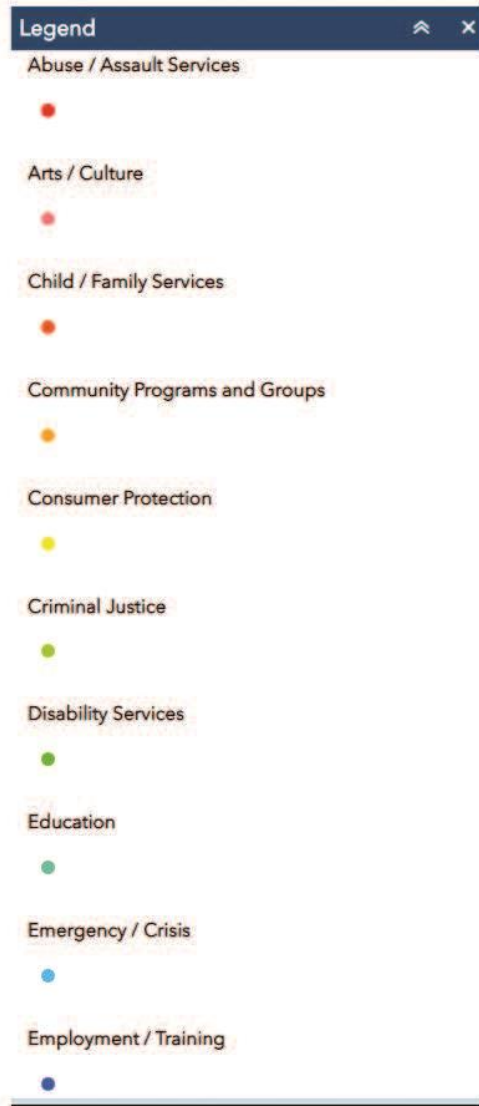 Legend
Abuse / Assault Services
Arts / Culture
Child / Family Services
Community Programs and Groups
Consumer Protection
Criminal Justice
Disability Services
Education
Emergency / Crisis
Employment / Training